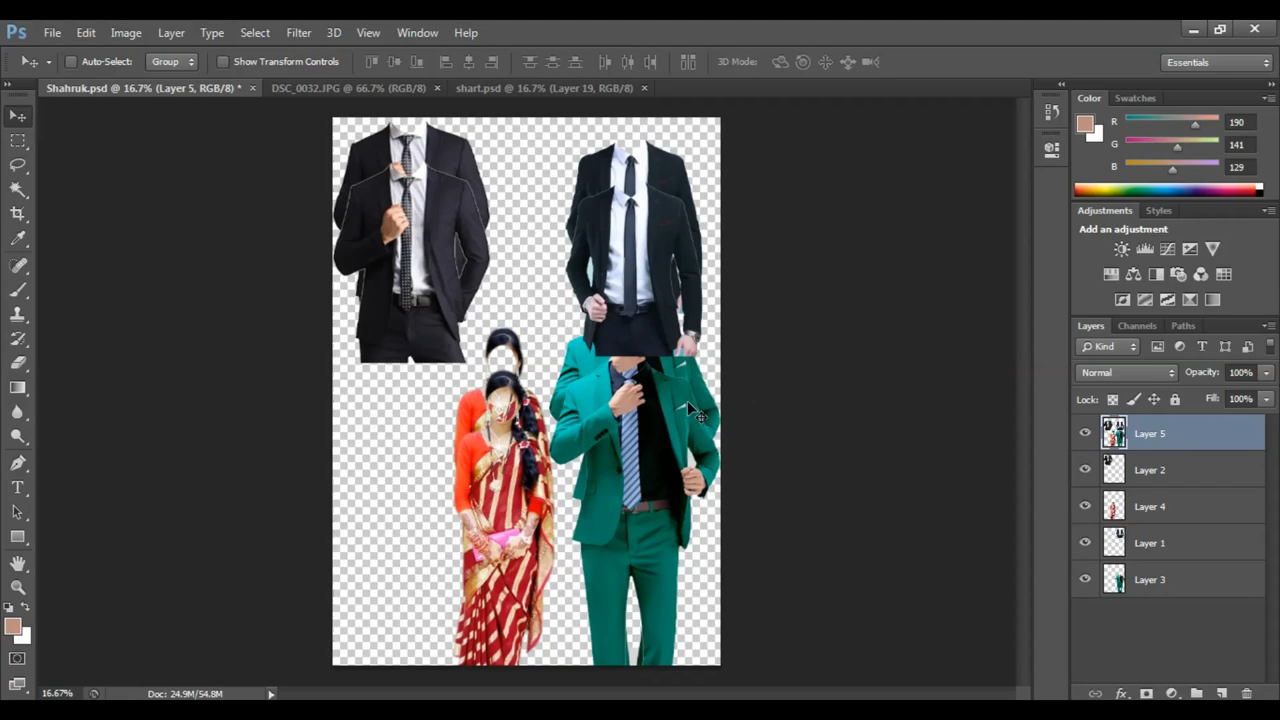 Ps File Edit Image Layer Type Select Filter 3D View Window Help
Auto-Select: Group Show Transform Controls 3D Mode: Essentials
Shahruk.psd @ 16.7% (Layer 5, RGB/8) * × DSC_0032.JPG @ 66.7% (RGB/8) × shart.psd @ 16.7% (Layer 19, RGB/8) ×
Color Swatches
R 190
G 141
B 129
Adjustments Styles
Add an adjustment
Layers Channels Paths
Kind
Normal Opacity: 100%
Lock: Fill: 100%
Layer 5
Layer 2
Layer 4
Layer 1
Layer 3
16.67% Doc: 24.9M/54.8M